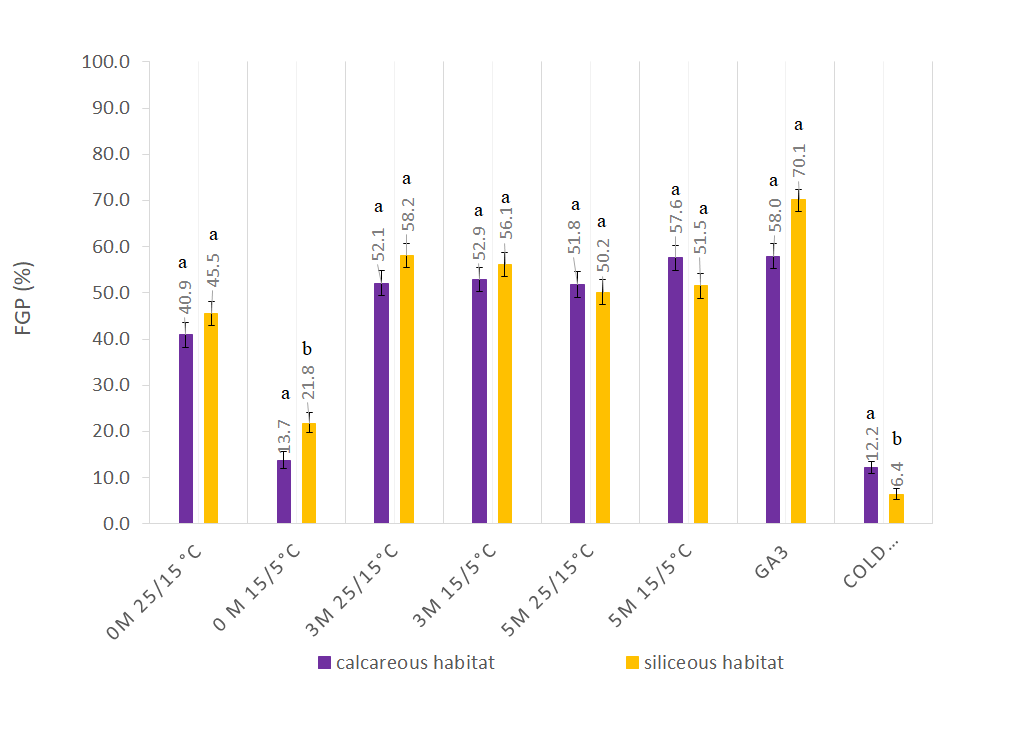 FGP (%)
100.0
90.0
80.0
70.0
60.0
50.0
40.0
30.0
20.0
10.0
0.0
a
40.9
a
45.5
a
13.7
b
21.8
a
52.1
a
58.2
a
52.9
a
56.1
a
51.8
a
50.2
a
57.6
a
51.5
a
58.0
a
70.1
a
12.2
b
6.4
0M 25/15°C
0 M 15/5°C
3M 25/15°C
3M 15/5°C
5M 25/15°C
5M 15/5°C
GA3
COLD...
calcareous habitat
siliceous habitat